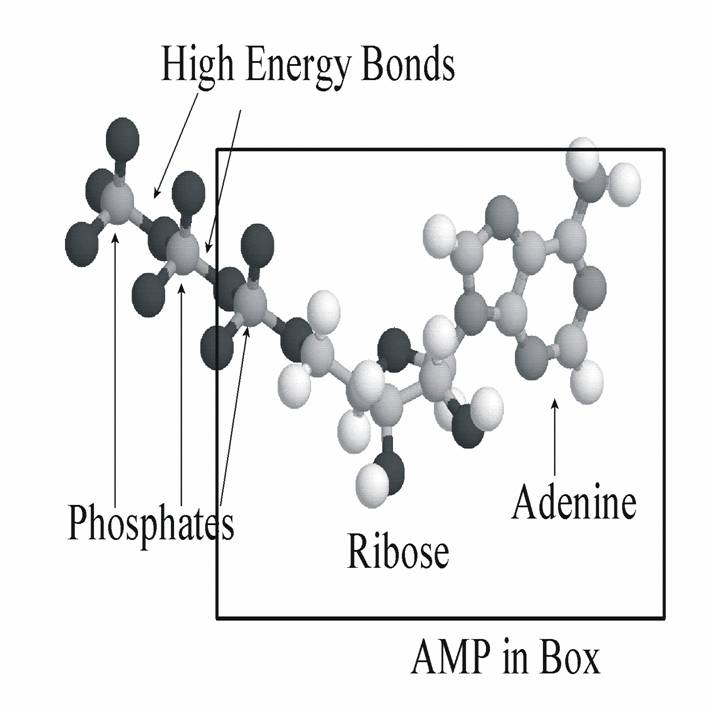 High Energy Bonds
Phosphates
Adenine
Ribose
AMP in Box